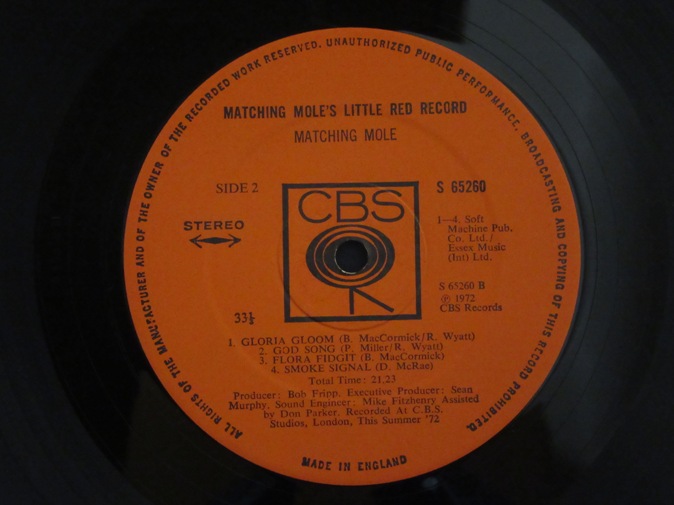 ALL RIGHTS OF THE MANUFACTURER AND OF THE OWNER OF THE RECORDED WORK RESERVED. UNAUTHORIZED PUBLIC PERFORMANCE, BROADCASTING AND COPYING OF THIS RECORD PROHIBITED.
MATCHING MOLE'S LITTLE RED RECORD
MATCHING MOLE
SIDE 2
S 65260
STEREO
CBS
1—4. Soft
Machine Pub.
Co. Ltd./
Essex Music
(Int) Ltd.
S 65260 B
℗ 1972
CBS Records
33⅓
1. GLORIA GLOOM (B. MacCormick/R. Wyatt)
2. GOD SONG (P. Miller/R. Wyatt)
3. FLORA FIDGIT (B. MacCormick)
4. SMOKE SIGNAL (D. McRae)
Total Time: 21,23
Producer: Bob Fripp. Executive Producer: Sean
Murphy, Sound Engineer: Mike Fitzhenry Assisted
by Don Parker, Recorded At C.B.S.
Studios, London, This Summer '72
MADE IN ENGLAND